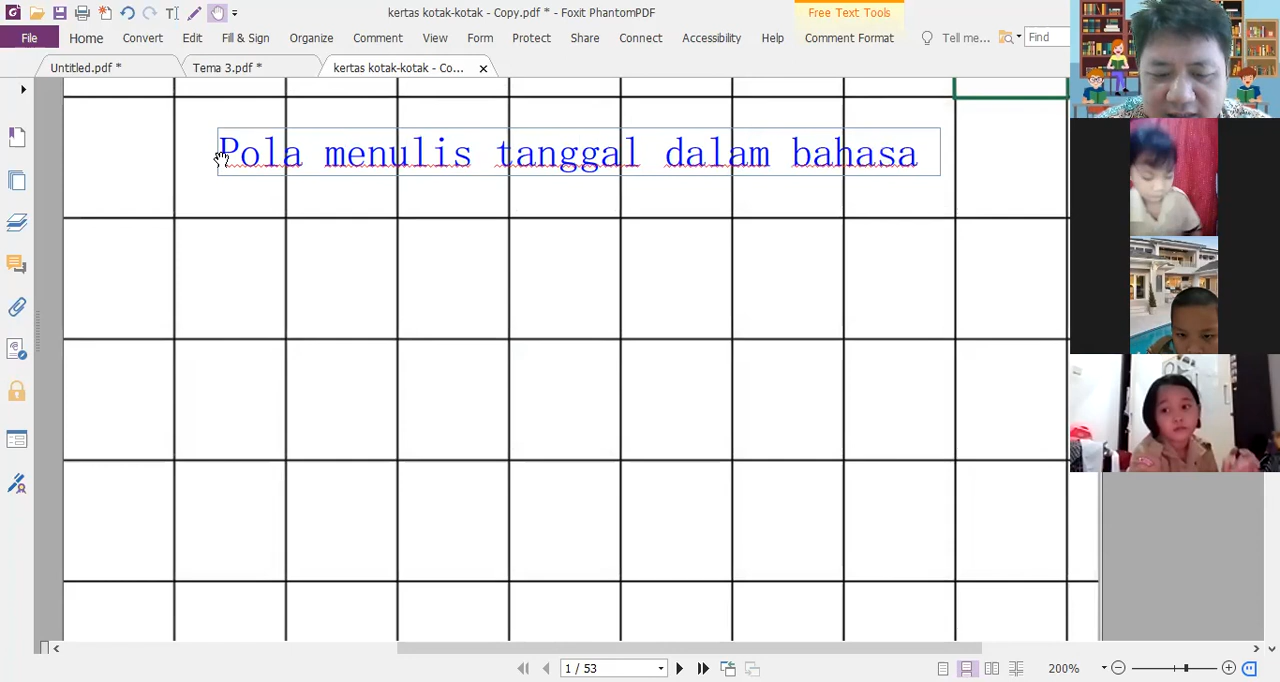 kertas kotak-kotak - Copy.pdf * - Foxit PhantomPDF
Free Text Tools
File Home Convert Edit Fill & Sign Organize Comment View Form Protect Share Connect Accessibility Help Comment Format Tell me... Find
Untitled.pdf * Tema 3.pdf * kertas kotak-kotak - Co...
Pola menulis tanggal dalam bahasa
1 / 53
200%